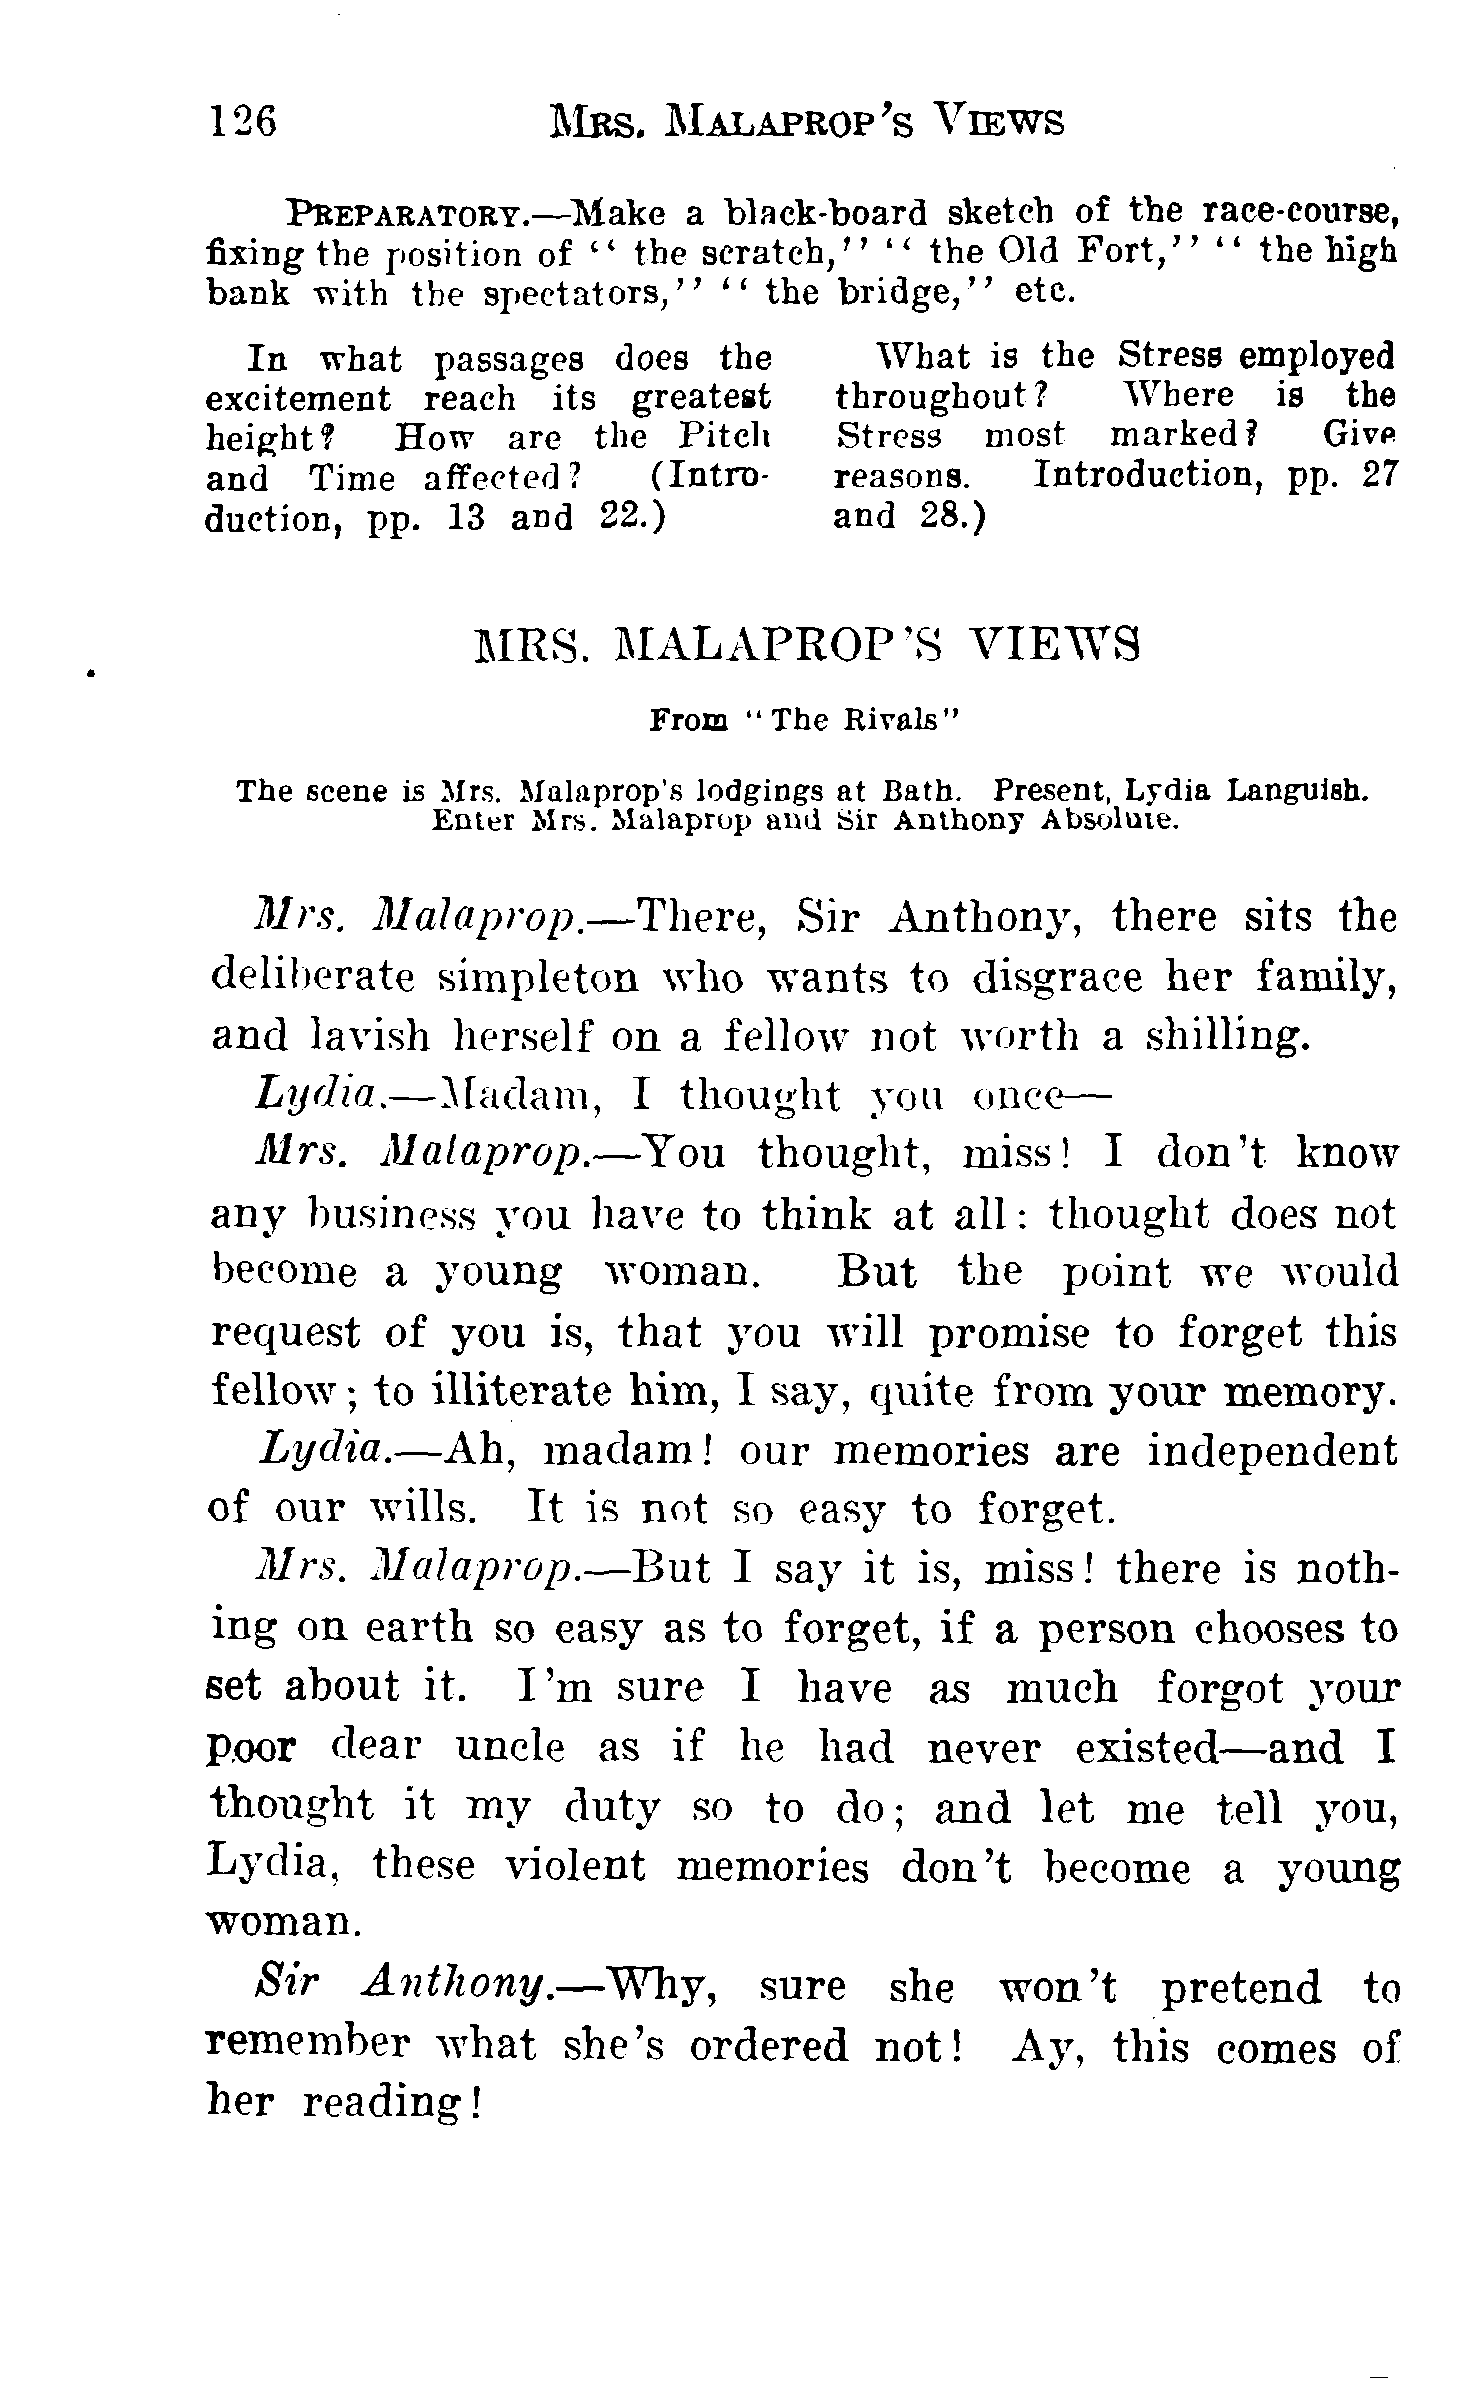 126 MRS. MALAPROP'S VIEWS
PREPARATORY.—Make a black-board sketch of the race-course,
fixing the position of "the scratch," "the Old Fort," "the high
bank with the spectators," "the bridge," etc.
In what passages does the
excitement reach its greatest
height? How are the Pitch
and Time affected? (Intro-
duction, pp. 13 and 22.)
What is the Stress employed
throughout? Where is the
Stress most marked? Give
reasons. Introduction, pp. 27
and 28.)
MRS. MALAPROP'S VIEWS
From "The Rivals"
The scene is Mrs. Malaprop's lodgings at Bath. Present, Lydia Languish.
Enter Mrs. Malaprop and Sir Anthony Absolute.
Mrs. Malaprop.—There, Sir Anthony, there sits the
deliberate simpleton who wants to disgrace her family,
and lavish herself on a fellow not worth a shilling.
Lydia.—Madam, I thought you once—
Mrs. Malaprop.—You thought, miss! I don't know
any business you have to think at all: thought does not
become a young woman. But the point we would
request of you is, that you will promise to forget this
fellow; to illiterate him, I say, quite from your memory.
Lydia.—Ah, madam! our memories are independent
of our wills. It is not so easy to forget.
Mrs. Malaprop.—But I say it is, miss! there is noth-
ing on earth so easy as to forget, if a person chooses to
set about it. I'm sure I have as much forgot your
poor dear uncle as if he had never existed—and I
thought it my duty so to do; and let me tell you,
Lydia, these violent memories don't become a young
woman.
Sir Anthony.—Why, sure she won't pretend to
remember what she's ordered not! Ay, this comes of
her reading!